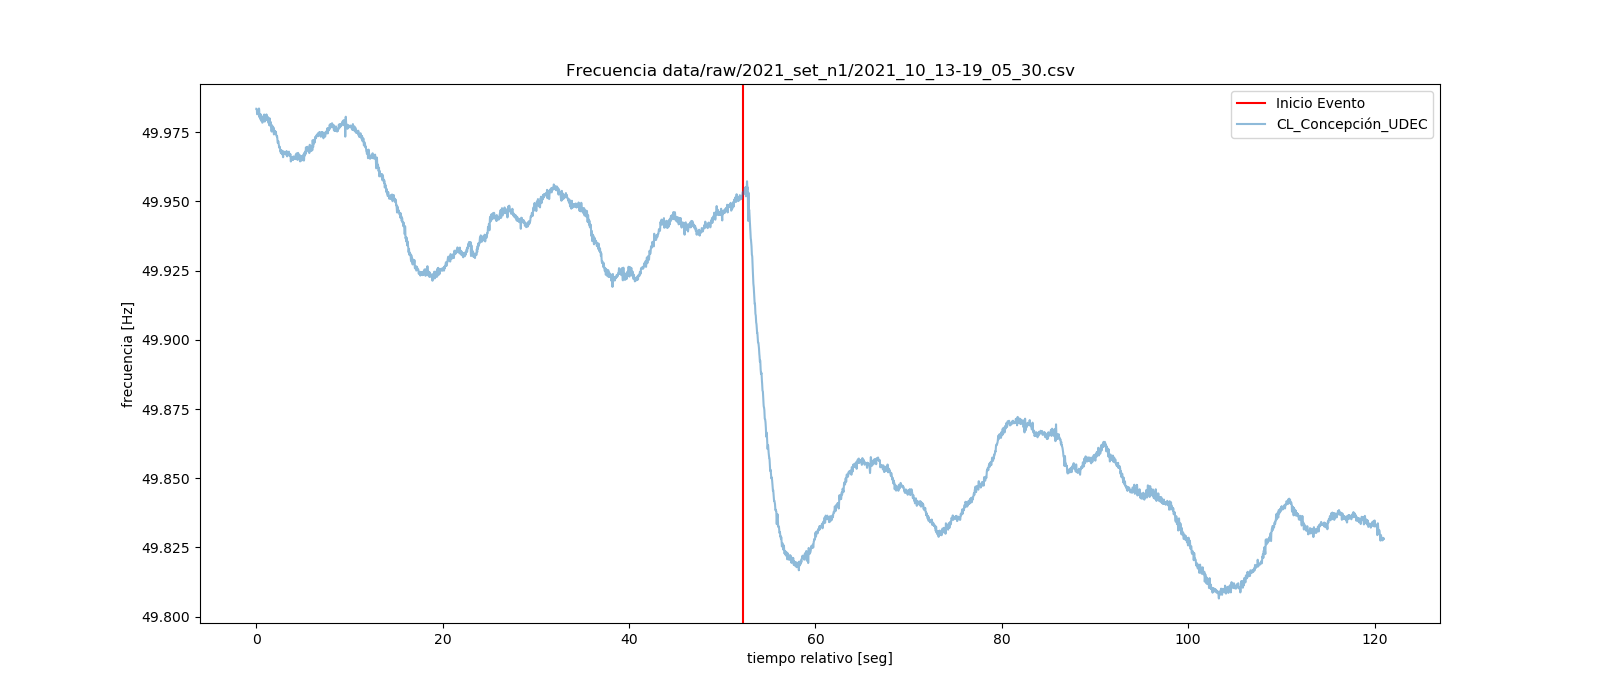 Frecuencia data/raw/2021_set_n1/2021_10_13-19_05_30.csv
Inicio Evento
CL_Concepción_UDEC
frecuencia [Hz]
49.975
49.950
49.925
49.900
49.875
49.850
49.825
49.800
0 20 40 60 80 100 120
tiempo relativo [seg]